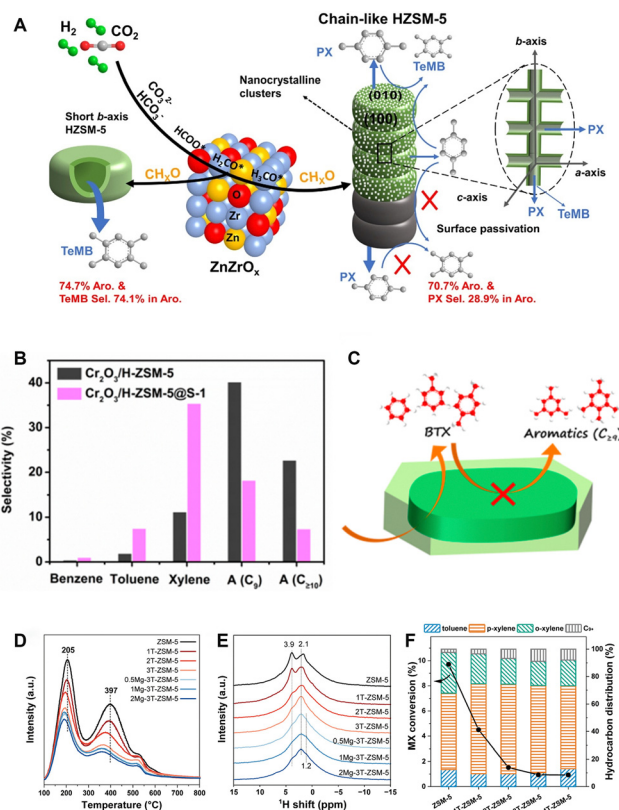 A
H₂
CO₂
CO₃²⁻
HCO₃⁻
HCOO*
H₂CO*
H₃CO*
Short b-axis
HZSM-5
CHₓO
CHₓO
O
Zr
Zn
ZnZrOₓ
TeMB
74.7% Aro. &
TeMB Sel. 74.1% in Aro.
Chain-like HZSM-5
PX
TeMB
Nanocrystalline
clusters
(010)
(100)
Surface passivation
PX
70.7% Aro. &
PX Sel. 28.9% in Aro.
b-axis
PX
a-axis
c-axis
PX
TeMB
B
Cr₂O₃/H-ZSM-5
Cr₂O₃/H-ZSM-5@S-1
Selectivity (%)
40
30
20
10
0
Benzene Toluene Xylene A (C₉) A (C≥10)
C
BTX
Aromatics (C≥9)
D
205
397
ZSM-5
1T-ZSM-5
2T-ZSM-5
3T-ZSM-5
0.5Mg-3T-ZSM-5
1Mg-3T-ZSM-5
2Mg-3T-ZSM-5
Intensity (a.u.)
100 200 300 400 500 600 700 800
Temperature (°C)
E
3.9
2.1
ZSM-5
1T-ZSM-5
2T-ZSM-5
3T-ZSM-5
0.5Mg-3T-ZSM-5
1Mg-3T-ZSM-5
2Mg-3T-ZSM-5
1.2
Intensity (a.u.)
15 10 5 0 -5 -10 -15
¹H shift (ppm)
F
toluene p-xylene o-xylene C₉₊
MX conversion (%)
10
8
6
4
2
0
100
80
60
40
20
0
Hydrocarbon distribution (%)
ZSM-5